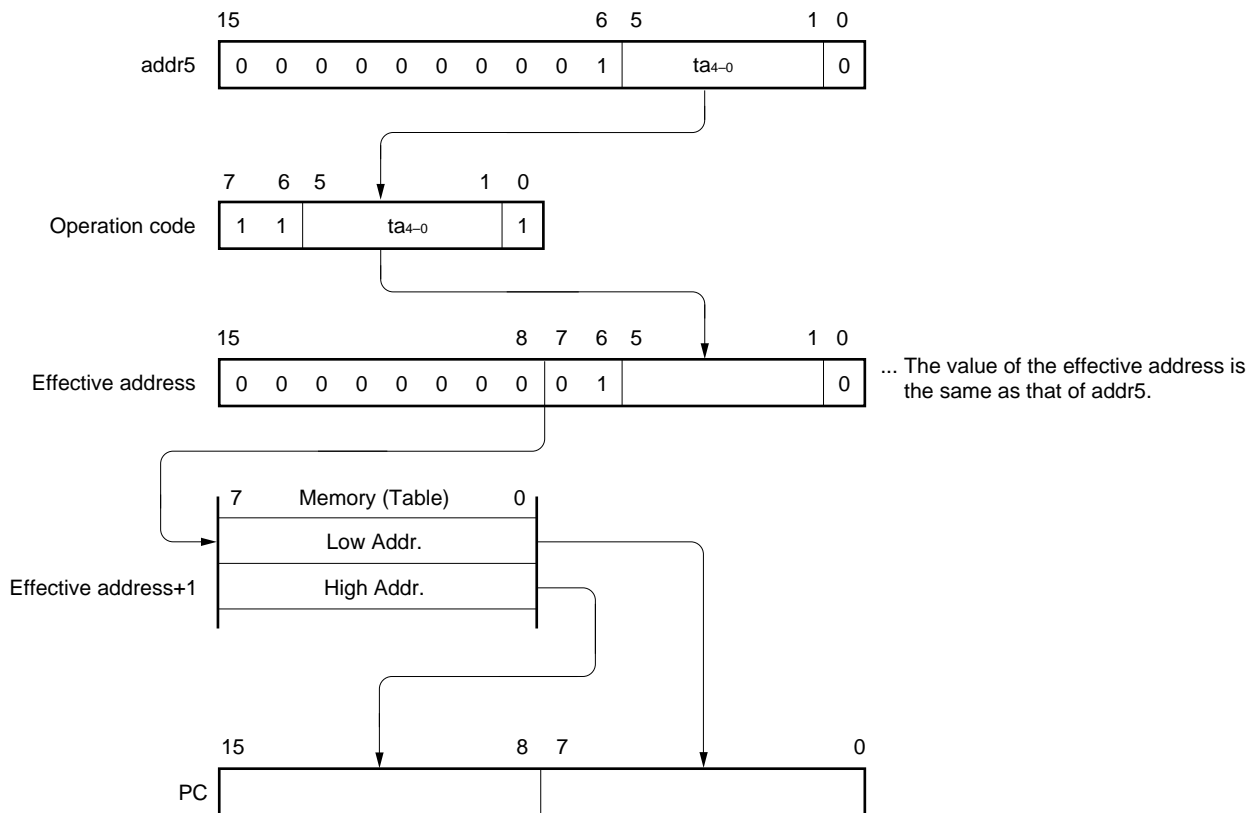 15 6 5 1 0
addr5 0 0 0 0 0 0 0 0 0 1 ta4–0 0
7 6 5 1 0
Operation code 1 1 ta4–0 1
15 8 7 6 5 1 0
Effective address 0 0 0 0 0 0 0 0 0 1 0
... The value of the effective address is
the same as that of addr5.
7 Memory (Table) 0
Low Addr.
Effective address+1 High Addr.
15 8 7 0
PC